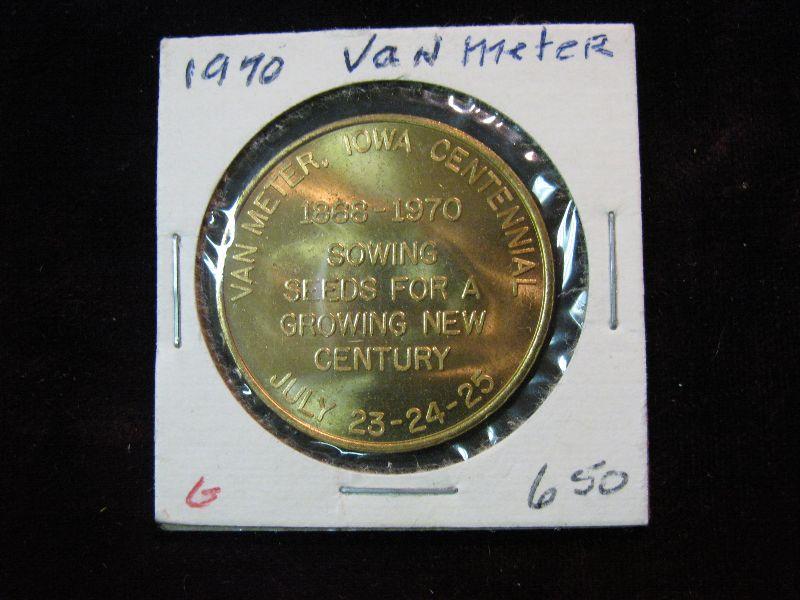 1970 Van Meter
VAN METER, IOWA CENTENNIAL
1868-1970
SOWING
SEEDS FOR A
GROWING NEW
CENTURY
JULY 23-24-25
G
650